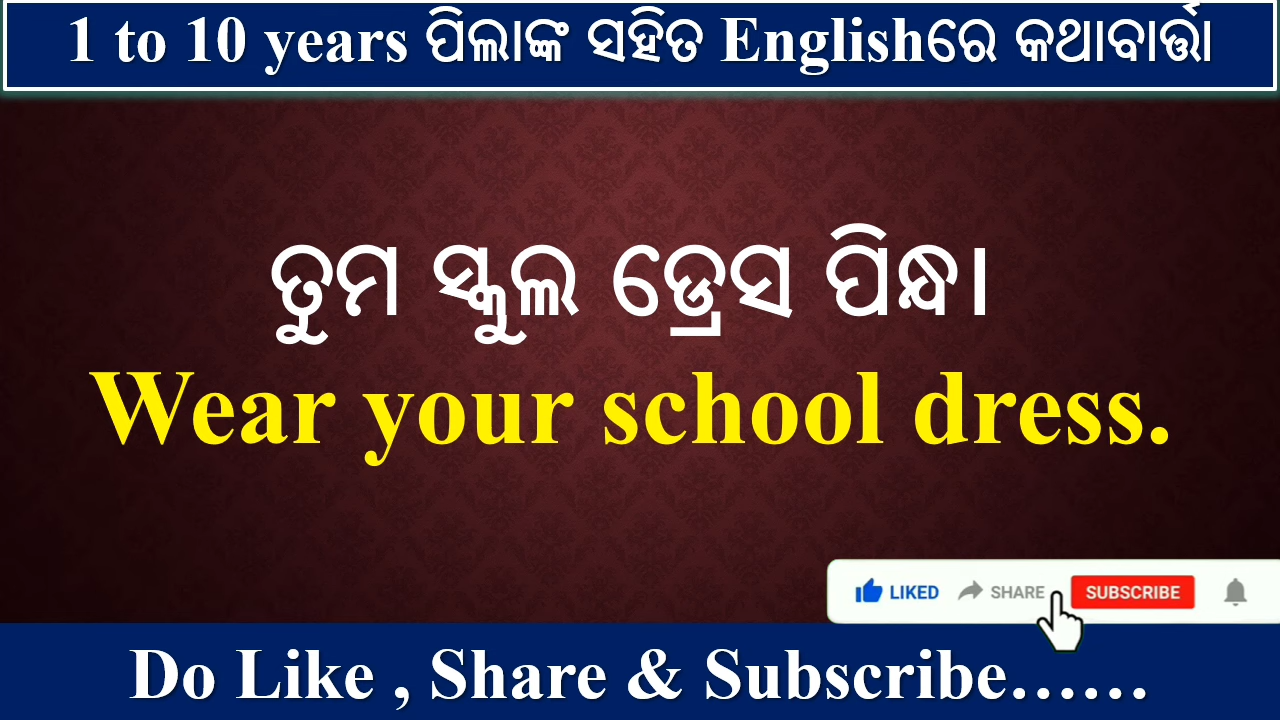 1 to 10 years ପିଲାଙ୍କ ସହିତ Englishରେ କଥାବାର୍ତ୍ତା
ତୁମ ସ୍କୁଲ ଡ୍ରେସ ପିନ୍ଧ।
Wear your school dress.
LIKED SHARE SUBSCRIBE
Do Like , Share & Subscribe……